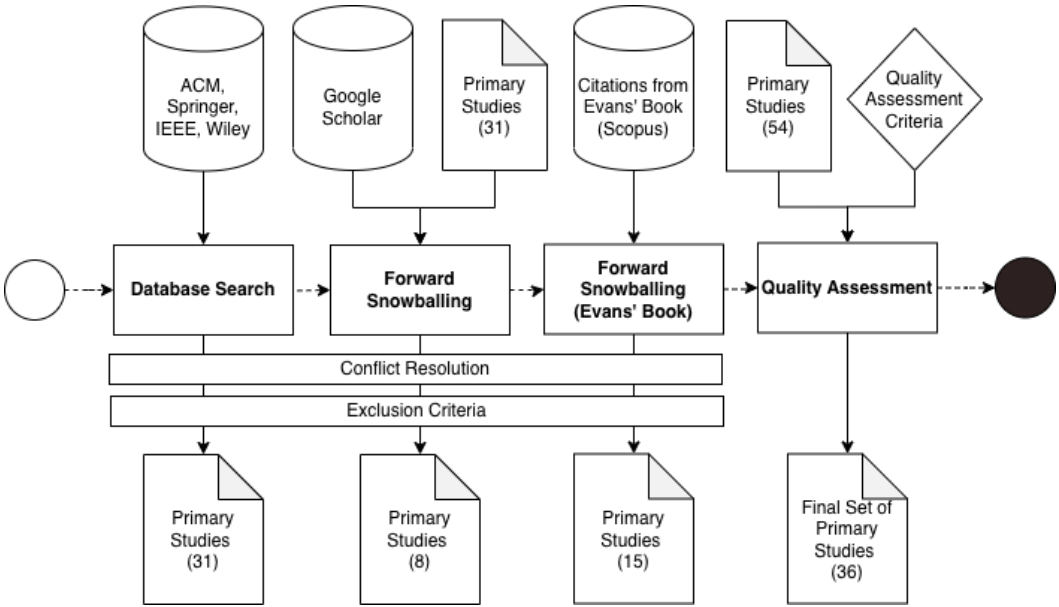 ACM,
Springer,
IEEE, Wiley
Google
Scholar
Primary
Studies
(31)
Citations from
Evans' Book
(Scopus)
Primary
Studies
(54)
Quality
Assessment
Criteria
Database Search
Forward
Snowballing
Forward
Snowballing
(Evans' Book)
Quality Assessment
Conflict Resolution
Exclusion Criteria
Primary
Studies
(31)
Primary
Studies
(8)
Primary
Studies
(15)
Final Set of
Primary
Studies
(36)